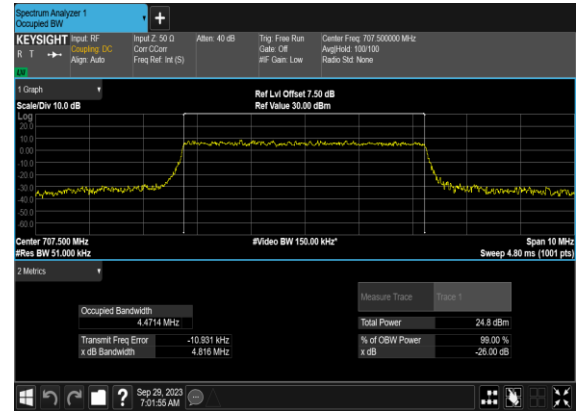 Spectrum Analyzer 1
Occupied BW
+
KEYSIGHT Input: RF Input Z: 50 Ω Atten: 40 dB Trig: Free Run Center Freq: 707.500000 MHz
R T Coupling: DC Corr CCorr Gate: Off Avg|Hold: 100/100
Align: Auto Freq Ref: Int (S) #IF Gain: Low Radio Std: None
LNI
1 Graph Ref Lvl Offset 7.50 dB
Scale/Div 10.0 dB Ref Value 30.00 dBm
Log
20.0
10.0
0.00
-10.0
-20.0
-30.0
-40.0
-50.0
-60.0
Center 707.500 MHz #Video BW 150.00 kHz* Span 10 MHz
#Res BW 51.000 kHz Sweep 4.80 ms (1001 pts)
2 Metrics
Measure Trace Trace 1
Occupied Bandwidth
4.4714 MHz Total Power 24.8 dBm
Transmit Freq Error -10.931 kHz % of OBW Power 99.00 %
x dB Bandwidth 4.816 MHz x dB -26.00 dB
? Sep 29, 2023
7:01:55 AM